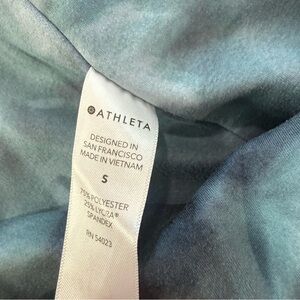 ATHLETA
DESIGNED IN
SAN FRANCISCO
MADE IN VIETNAM
S
75% POLYESTER
25% LYCRA®
SPANDEX
RN 54023